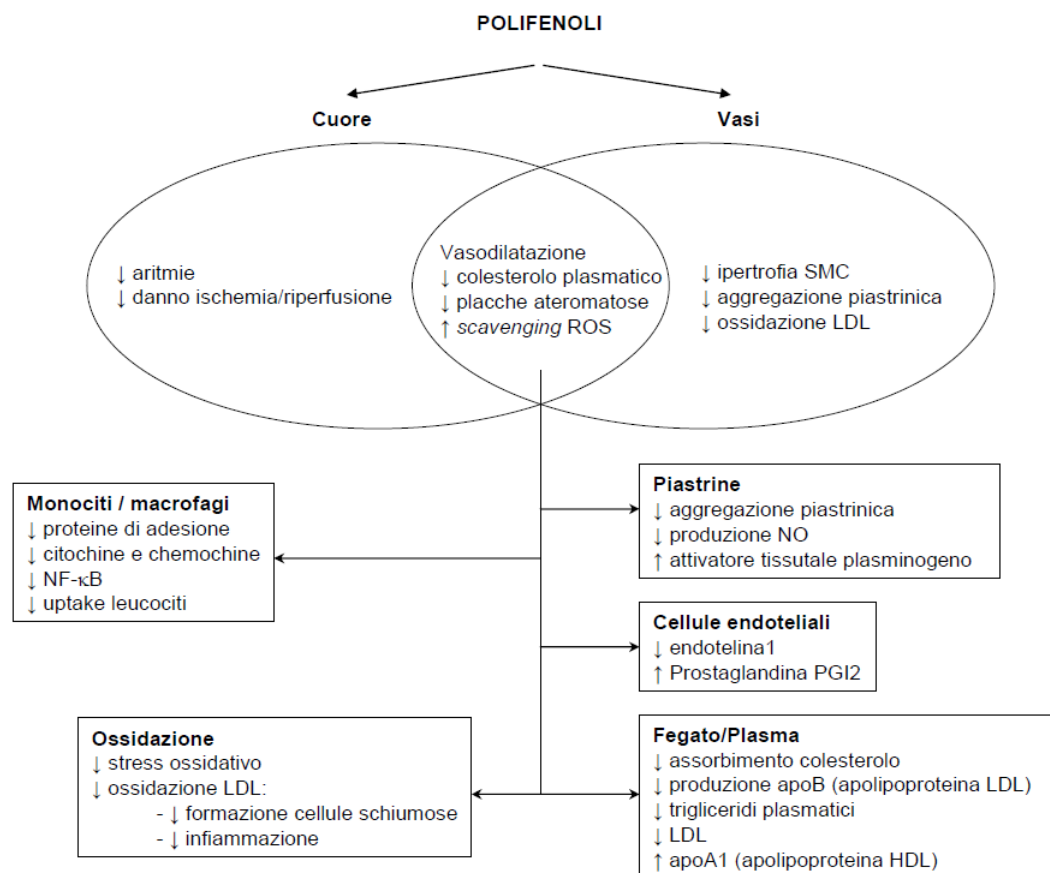 POLIFENOLI
Cuore
Vasi
↓ aritmie
↓ danno ischemia/riperfusione
Vasodilatazione
↓ colesterolo plasmatico
↓ placche ateromatose
↑ scavenging ROS
↓ ipertrofia SMC
↓ aggregazione piastrinica
↓ ossidazione LDL
Monociti / macrofagi
↓ proteine di adesione
↓ citochine e chemochine
↓ NF-κB
↓ uptake leucociti
Piastrine
↓ aggregazione piastrinica
↓ produzione NO
↑ attivatore tissutale plasminogeno
Cellule endoteliali
↓ endotelina1
↑ Prostaglandina PGI2
Ossidazione
↓ stress ossidativo
↓ ossidazione LDL:
- ↓ formazione cellule schiumose
- ↓ infiammazione
Fegato/Plasma
↓ assorbimento colesterolo
↓ produzione apoB (apolipoproteina LDL)
↓ trigliceridi plasmatici
↓ LDL
↑ apoA1 (apolipoproteina HDL)